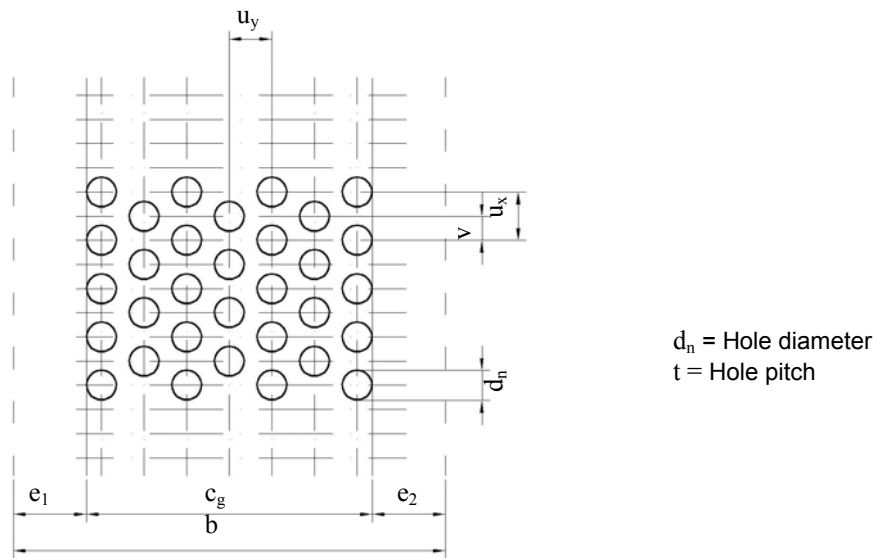 u_y
u_x
v
d_n
d_n = Hole diameter
t = Hole pitch
e_1
c_g
e_2
b